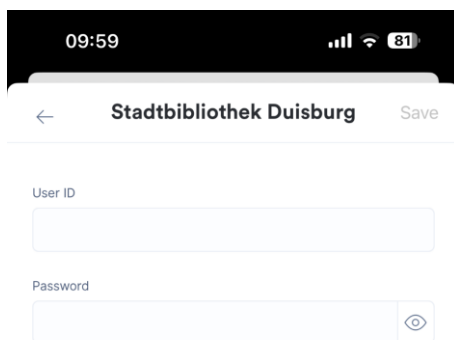 09:59
81
Stadtbibliothek Duisburg
Save
User ID
Password